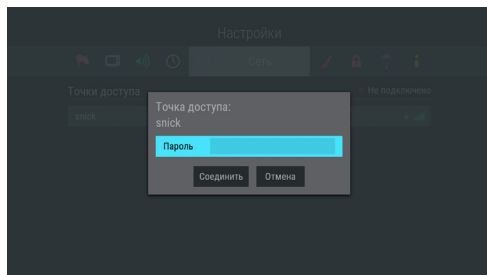 Настройки
Сеть
Точки доступа
Не подключено
snick
Точка доступа:
snick
Пароль
Соединить
Отмена